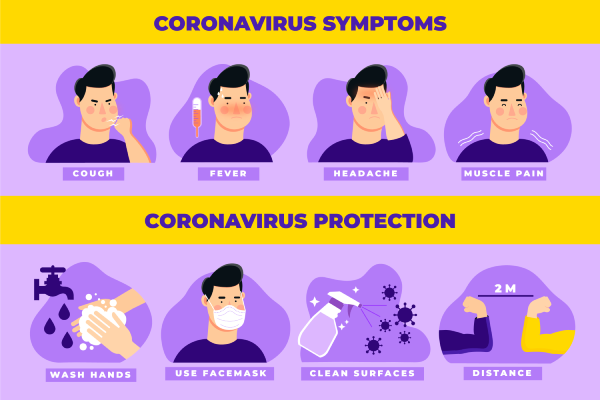 CORONAVIRUS SYMPTOMS
COUGH
FEVER
HEADACHE
MUSCLE PAIN
CORONAVIRUS PROTECTION
2 M
WASH HANDS
USE FACEMASK
CLEAN SURFACES
DISTANCE